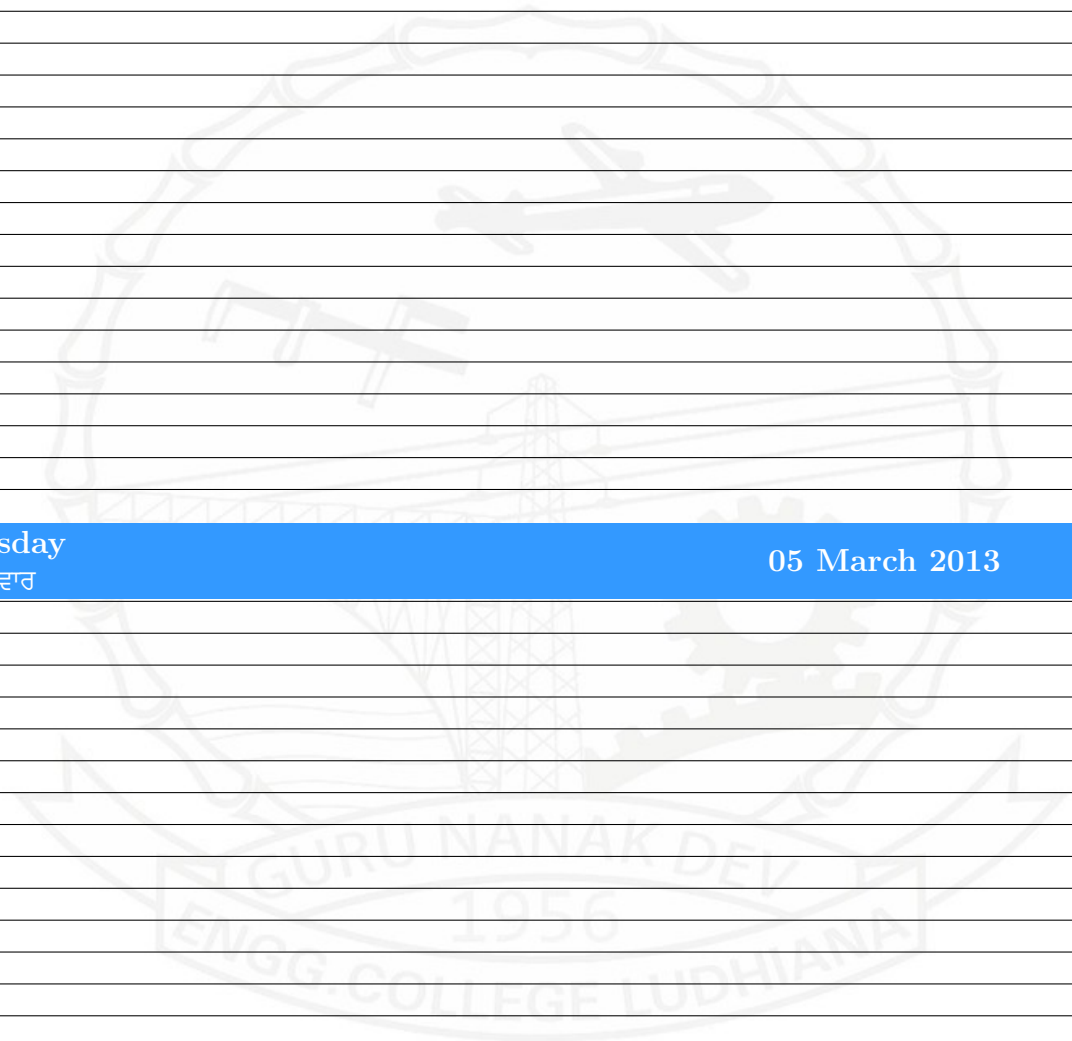 sday
ਵਾਰ
05 March 2013
GURU NANAK DEV
1956
ENGG. COLLEGE LUDHIANA